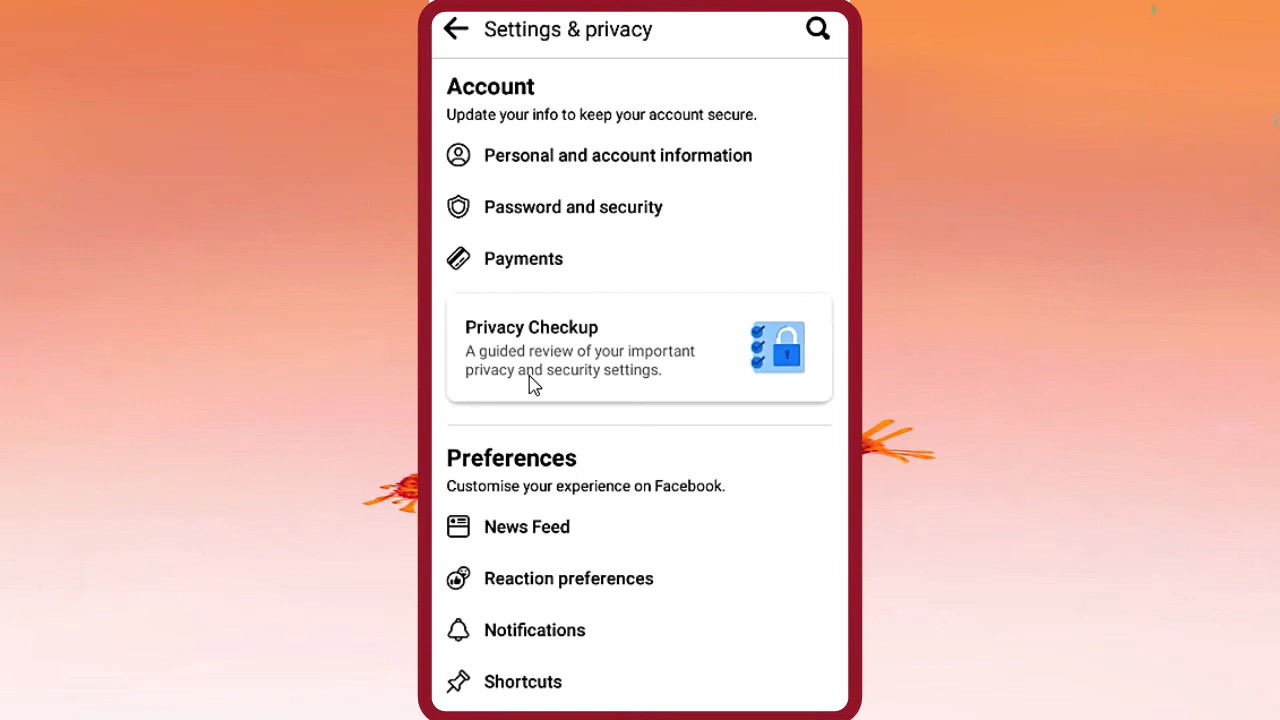 Settings & privacy
Account
Update your info to keep your account secure.
Personal and account information
Password and security
Payments
Privacy Checkup
A guided review of your important
privacy and security settings.
Preferences
Customise your experience on Facebook.
News Feed
Reaction preferences
Notifications
Shortcuts